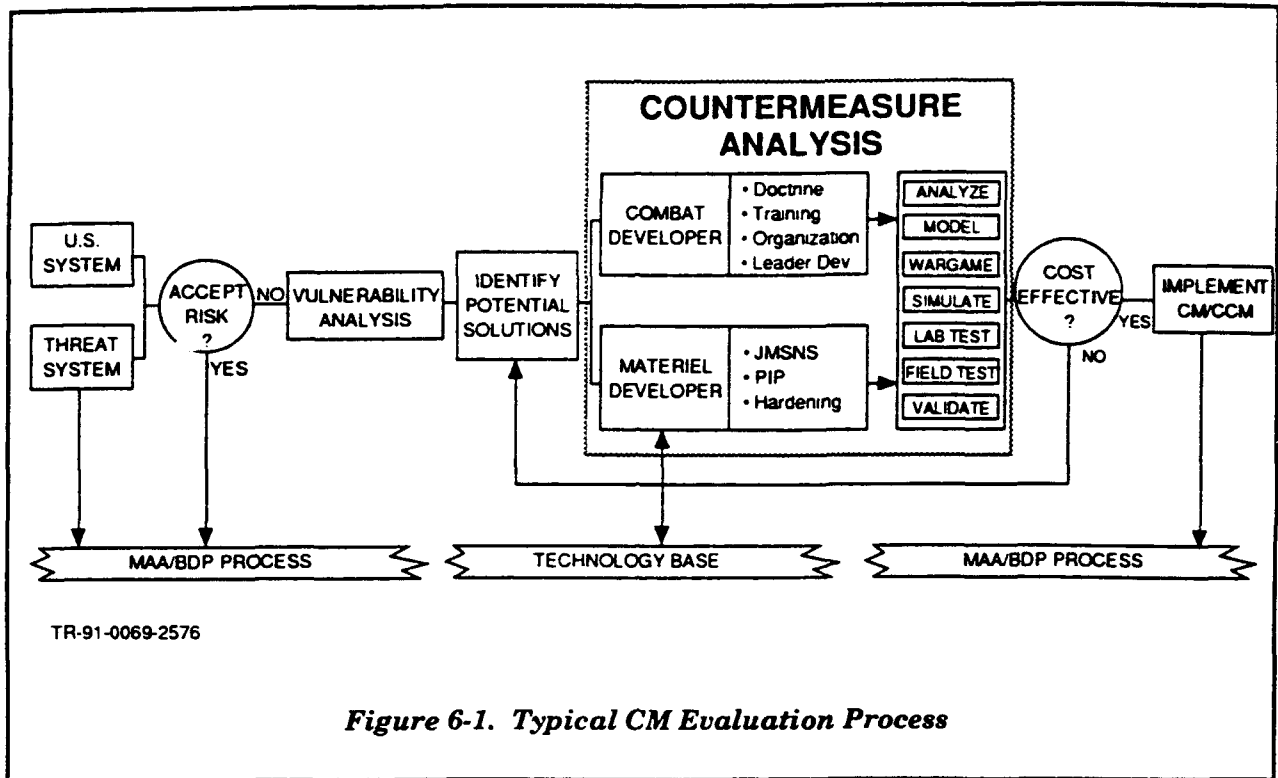 COUNTERMEASURE
ANALYSIS
U.S.
SYSTEM
THREAT
SYSTEM
ACCEPT
RISK
?
NO
YES
VULNERABILITY
ANALYSIS
IDENTIFY
POTENTIAL
SOLUTIONS
COMBAT
DEVELOPER
• Doctrine
• Training
• Organization
• Leader Dev
MATERIEL
DEVELOPER
• JMSNS
• PIP
• Hardening
ANALYZE
MODEL
WARGAME
SIMULATE
LAB TEST
FIELD TEST
VALIDATE
COST
EFFECTIVE
?
YES
NO
IMPLEMENT
CM/CCM
MAA/BDP PROCESS
TECHNOLOGY BASE
MAA/BDP PROCESS
TR-91-0069-2576
Figure 6-1. Typical CM Evaluation Process